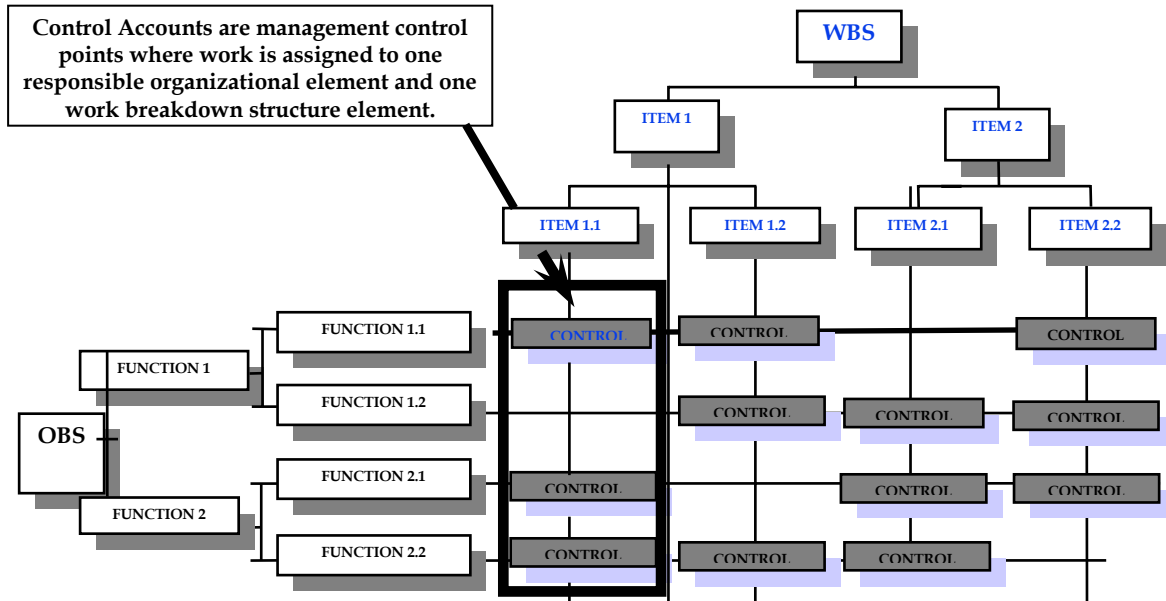 Control Accounts are management control
points where work is assigned to one
responsible organizational element and one
work breakdown structure element.
WBS
ITEM 1
ITEM 2
ITEM 1.1
ITEM 1.2
ITEM 2.1
ITEM 2.2
FUNCTION 1.1
CONTROL
CONTROL
CONTROL
FUNCTION 1
FUNCTION 1.2
CONTROL
CONTROL
CONTROL
OBS
FUNCTION 2.1
CONTROL
CONTROL
CONTROL
FUNCTION 2
FUNCTION 2.2
CONTROL
CONTROL
CONTROL